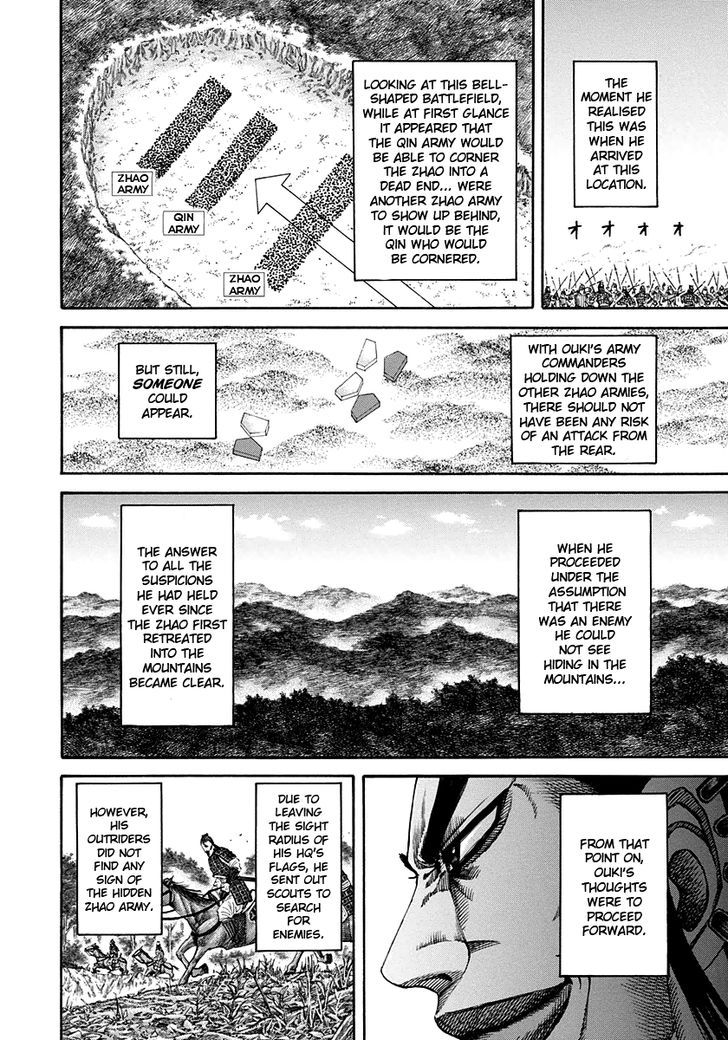 THE
MOMENT HE
REALISED
THIS WAS
WHEN HE
ARRIVED
AT THIS
LOCATION.
オオオオ
LOOKING AT THIS BELL-
SHAPED BATTLEFIELD,
WHILE AT FIRST GLANCE
IT APPEARED THAT
THE QIN ARMY WOULD
BE ABLE TO CORNER
THE ZHAO INTO A
DEAD END... WERE
ANOTHER ZHAO ARMY
TO SHOW UP BEHIND,
IT WOULD BE THE
QIN WHO WOULD
BE CORNERED.
ZHAO
ARMY
QIN
ARMY
ZHAO
ARMY
WITH OUKI'S ARMY
COMMANDERS
HOLDING DOWN
THE OTHER ZHAO ARMIES,
THERE SHOULD NOT
HAVE BEEN ANY RISK
OF AN ATTACK FROM
THE REAR.
BUT STILL,
SOMEONE
COULD
APPEAR.
WHEN HE
PROCEEDED
UNDER THE
ASSUMPTION
THAT THERE
WAS AN ENEMY
HE COULD
NOT SEE
HIDING IN THE
MOUNTAINS...
THE ANSWER
TO ALL THE
SUSPICIONS
HE HAD HELD
EVER SINCE
THE ZHAO FIRST
RETREATED
INTO THE
MOUNTAINS
BECAME CLEAR.
FROM THAT
POINT ON,
OUKI'S
THOUGHTS
WERE TO
PROCEED
FORWARD.
DUE TO
LEAVING
THE SIGHT
RADIUS OF
HIS HQ'S
FLAGS, HE
SENT OUT
SCOUTS TO
SEARCH
FOR
ENEMIES.
HOWEVER,
HIS
OUTRIDERS
DID NOT
FIND ANY
SIGN OF
THE HIDDEN
ZHAO ARMY.